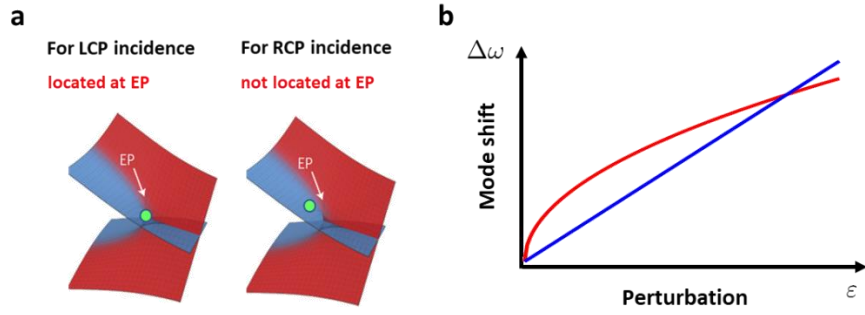 a
For LCP incidence
located at EP
EP
For RCP incidence
not located at EP
EP
b
Δω
Mode shift
Perturbation
ε